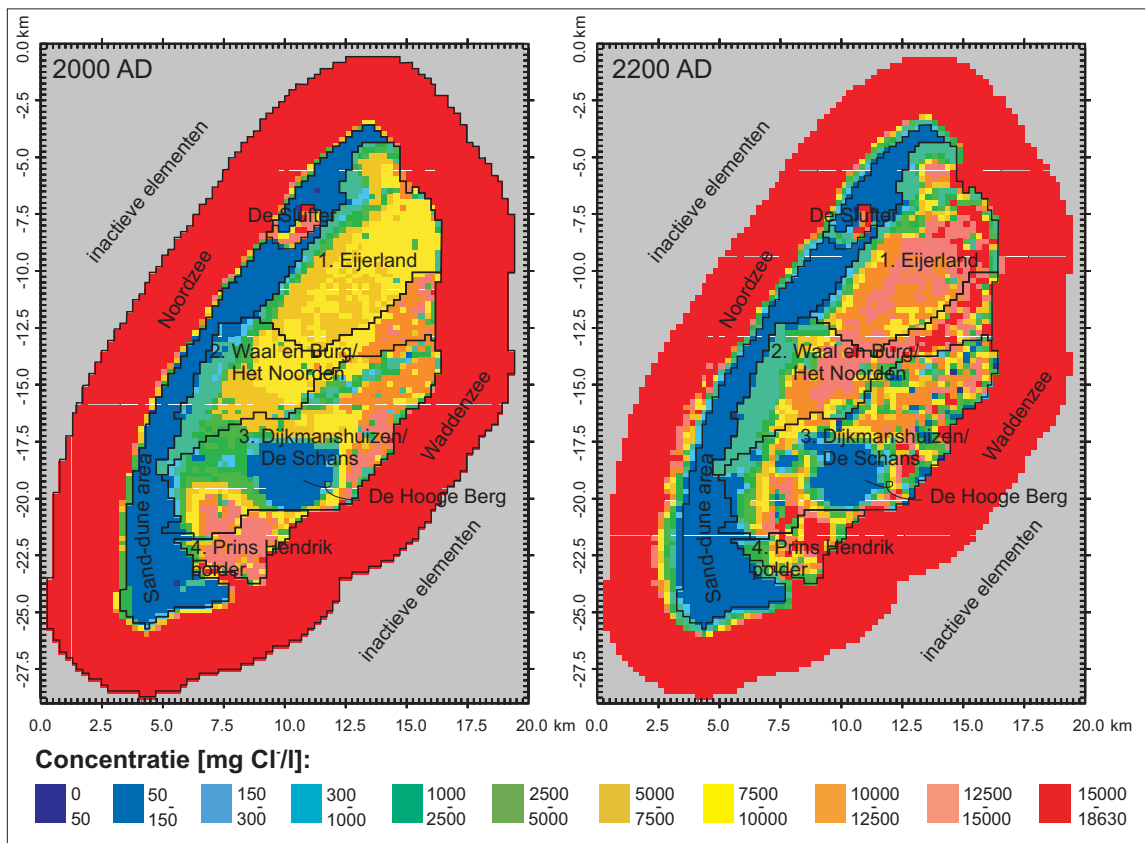 2000 AD
0.0 km
-2.5
-5.0
-7.5
-10.0
-12.5
-15.0
-17.5
-20.0
-22.5
-25.0
-27.5
0.0
2.5
5.0
7.5
10.0
12.5
15.0
17.5
20.0 km
inactieve elementen
Noordzee
De Slufter
1. Eijerland
2. Waal en Burg/
Het Noorden
3. Dijkmanshuizen/
De Schans
Waddenzee
De Hooge Berg
Sand-dune area
4. Prins Hendrik
polder
inactieve elementen
2200 AD
0.0 km
-2.5
-5.0
-7.5
-10.0
-12.5
-15.0
-17.5
-20.0
-22.5
-25.0
-27.5
0.0
2.5
5.0
7.5
10.0
12.5
15.0
17.5
20.0 km
inactieve elementen
Noordzee
De Slufter
1. Eijerland
2. Waal en Burg/
Het Noorden
3. Dijkmanshuizen/
De Schans
Waddenzee
De Hooge Berg
Sand-dune area
4. Prins Hendrik
polder
inactieve elementen
Concentratie [mg Cl⁻/l]:
0
-
50
50
-
150
150
-
300
300
-
1000
1000
-
2500
2500
-
5000
5000
-
7500
7500
-
10000
10000
-
12500
12500
-
15000
15000
-
18630